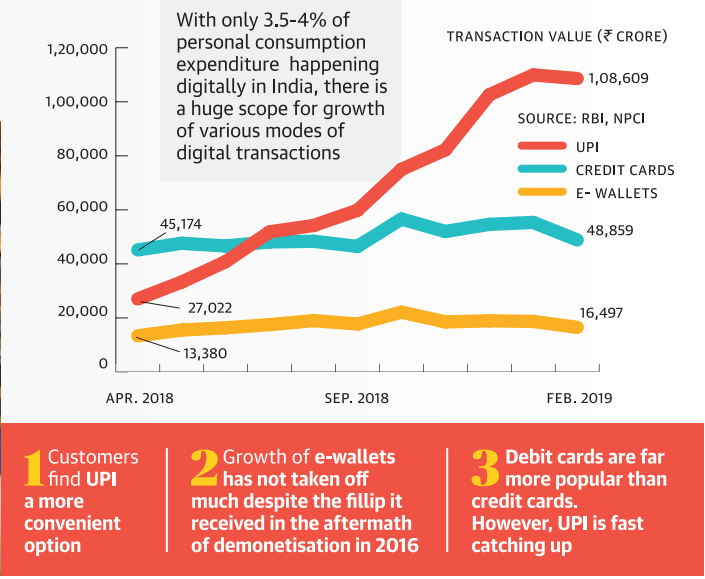 With only 3.5-4% of
personal consumption
expenditure happening
digitally in India, there is
a huge scope for growth
of various modes of
digital transactions
TRANSACTION VALUE (₹ CRORE)
1,20,000
1,00,000
80,000
60,000
40,000
20,000
0
1,08,609
SOURCE: RBI, NPCI
UPI
CREDIT CARDS
E- WALLETS
45,174
48,859
27,022
16,497
13,380
APR. 2018
SEP. 2018
FEB. 2019
1 Customers
find UPI
a more
convenient
option
2 Growth of e-wallets
has not taken off
much despite the fillip it
received in the aftermath
of demonetisation in 2016
3 Debit cards are far
more popular than
credit cards.
However, UPI is fast
catching up